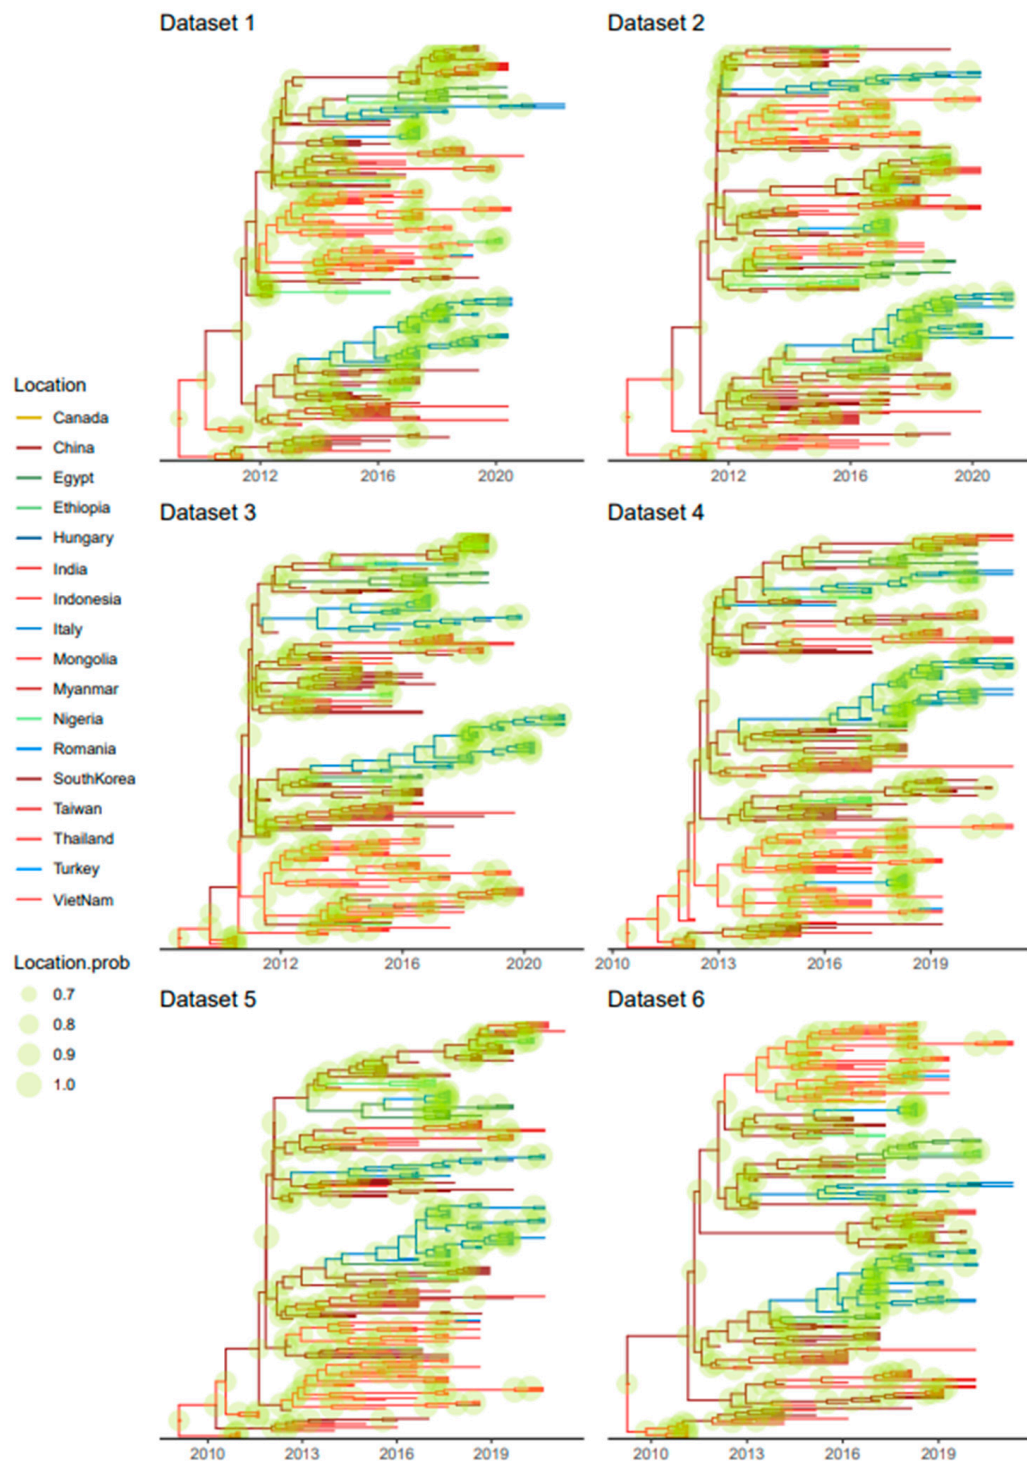 Dataset 1
Dataset 2
2012
2016
2020
2012
2016
2020
Dataset 3
Dataset 4
Location
Canada
China
Egypt
Ethiopia
Hungary
India
Indonesia
Italy
Mongolia
Myanmar
Nigeria
Romania
SouthKorea
Taiwan
Thailand
Turkey
VietNam
Location.prob
0.7
0.8
0.9
1.0
2012
2016
2020
2010
2013
2016
2019
Dataset 5
Dataset 6
2010
2013
2016
2019
2010
2013
2016
2019